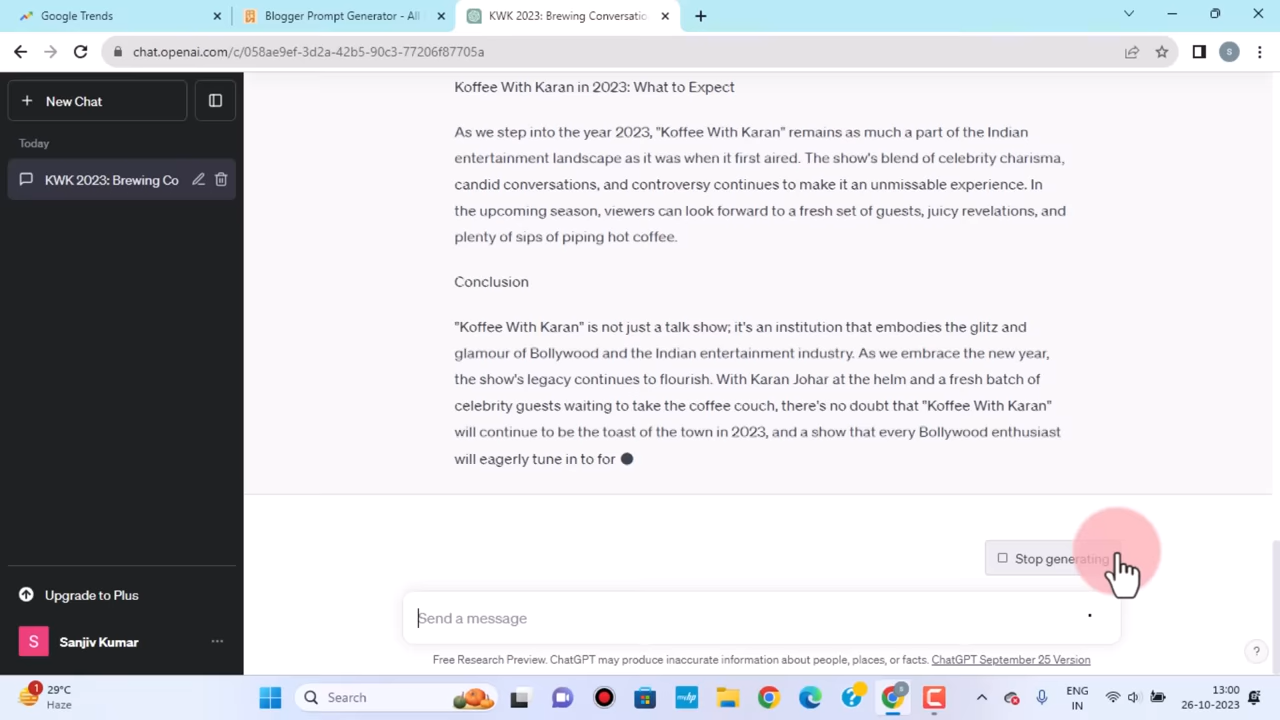 Google Trends
Blogger Prompt Generator - All
KWK 2023: Brewing Conversatio
chat.openai.com/c/058ae9ef-3d2a-42b5-90c3-77206f87705a
S
New Chat
Today
KWK 2023: Brewing Co
Koffee With Karan in 2023: What to Expect
As we step into the year 2023, "Koffee With Karan" remains as much a part of the Indian
entertainment landscape as it was when it first aired. The show's blend of celebrity charisma,
candid conversations, and controversy continues to make it an unmissable experience. In
the upcoming season, viewers can look forward to a fresh set of guests, juicy revelations, and
plenty of sips of piping hot coffee.
Conclusion
"Koffee With Karan" is not just a talk show; it's an institution that embodies the glitz and
glamour of Bollywood and the Indian entertainment industry. As we embrace the new year,
the show's legacy continues to flourish. With Karan Johar at the helm and a fresh batch of
celebrity guests waiting to take the coffee couch, there's no doubt that "Koffee With Karan"
will continue to be the toast of the town in 2023, and a show that every Bollywood enthusiast
will eagerly tune in to for
Stop generating
Upgrade to Plus
Send a message
S Sanjiv Kumar
Free Research Preview. ChatGPT may produce inaccurate information about people, places, or facts. ChatGPT September 25 Version
?
1
29°C
Haze
Search
myhp
ENG
IN
13:00
26-10-2023